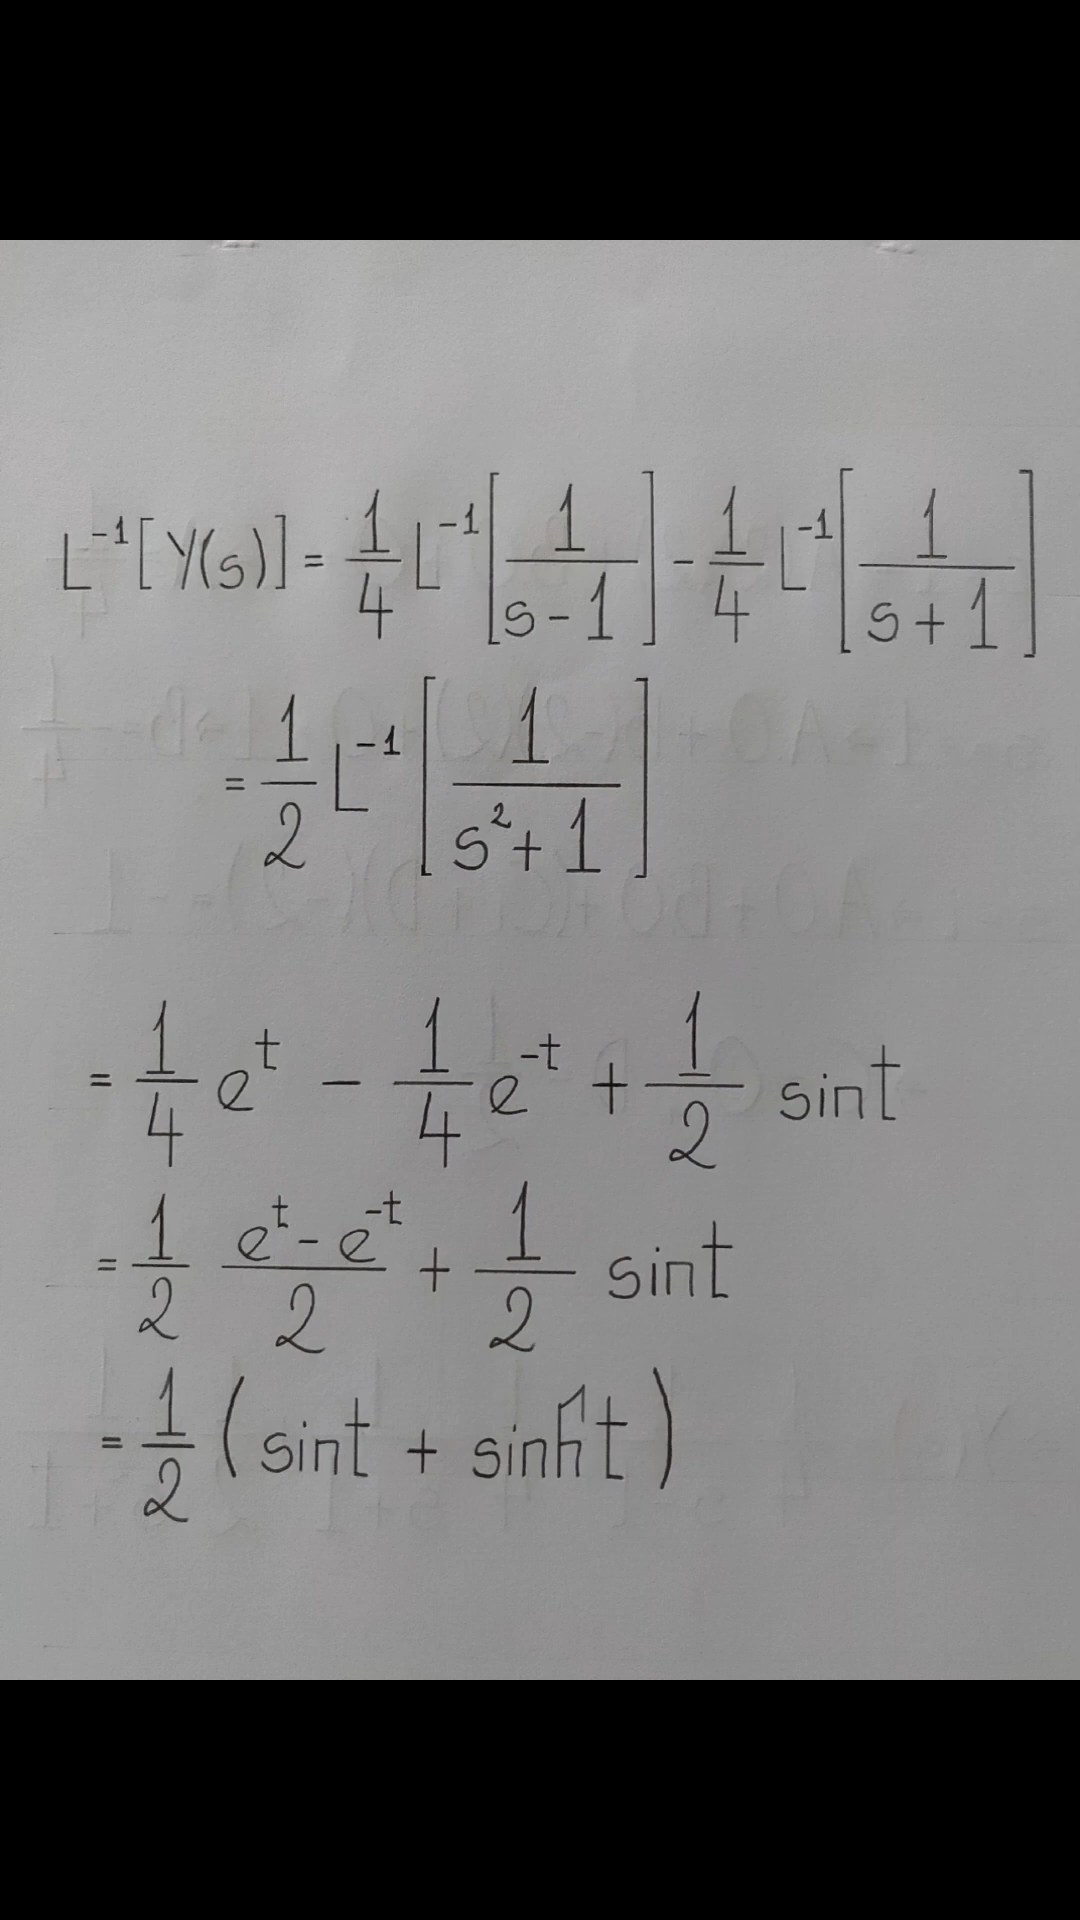 L⁻¹[Y(s)] = 1/4 L⁻¹[1/(s-1)] - 1/4 L⁻¹[1/(s+1)]
= 1/2 L⁻¹[1/(s²+1)]
= 1/4 e^t - 1/4 e^-t + 1/2 sint
= 1/2 (e^t - e^-t)/2 + 1/2 sint
= 1/2 (sint + sinht)